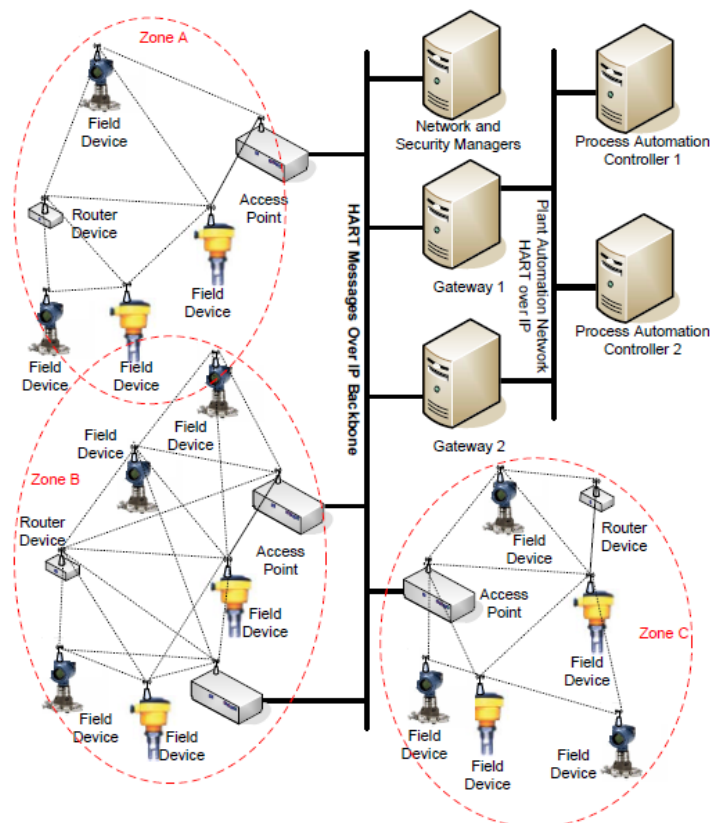 Zone A
Field
Device
Access
Point
Router
Device
Field
Device
Field
Device
Field
Device
HART Messages Over IP Backbone
Network and
Security Managers
Process Automation
Controller 1
Gateway 1
Plant Automation Network
HART over IP
Process Automation
Controller 2
Gateway 2
Zone B
Field
Device
Field
Device
Router
Device
Access
Point
Field
Device
Field
Device
Field
Device
Zone C
Field
Device
Router
Device
Access
Point
Field
Device
Field
Device
Field
Device
Field
Device